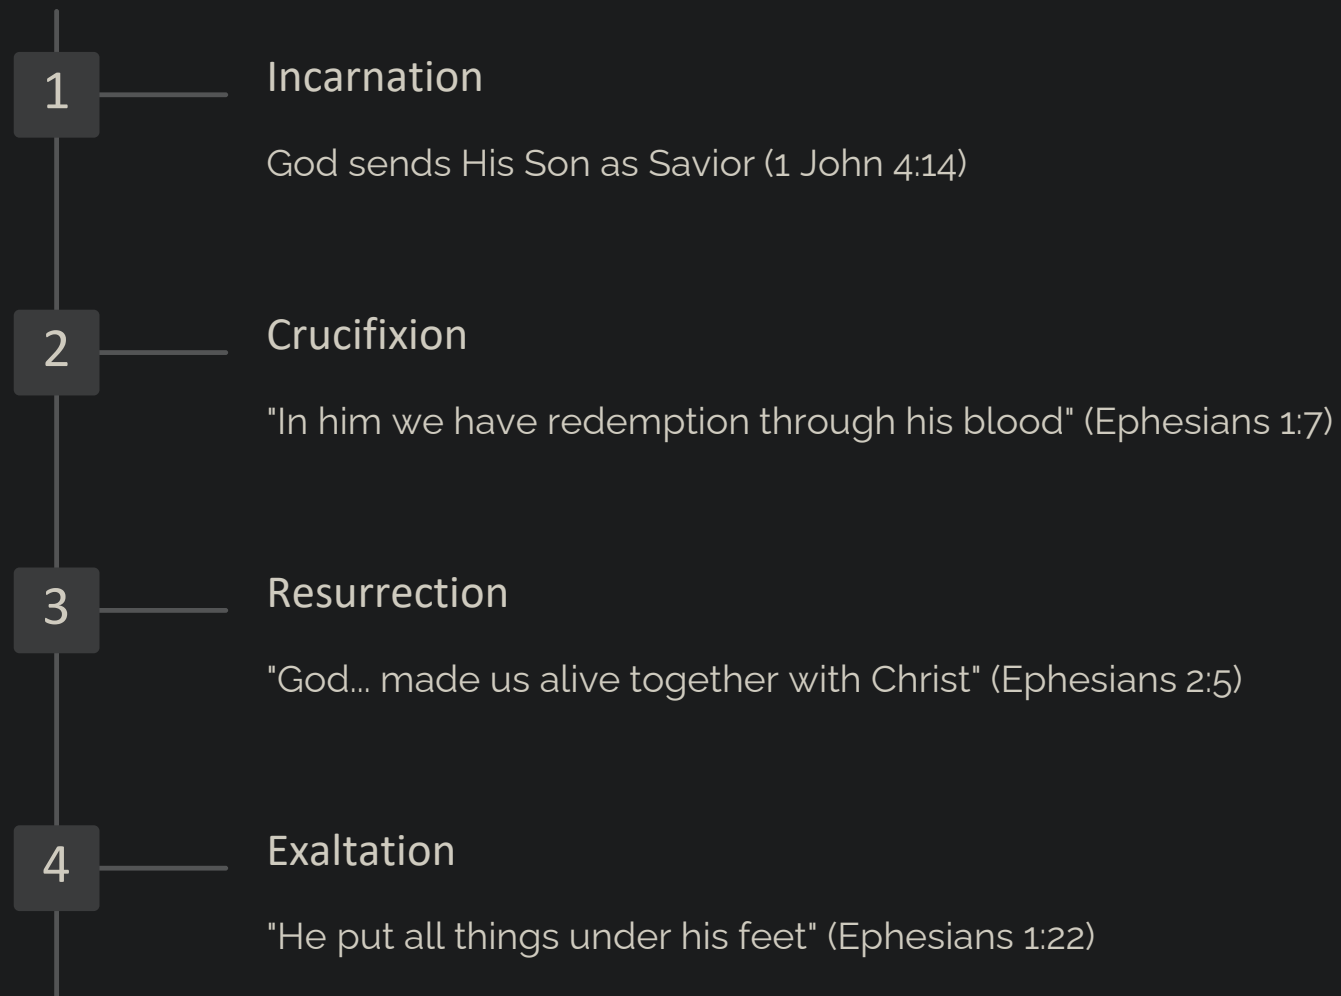 1
Incarnation
God sends His Son as Savior (1 John 4:14)
2
Crucifixion
"In him we have redemption through his blood" (Ephesians 1:7)
3
Resurrection
"God... made us alive together with Christ" (Ephesians 2:5)
4
Exaltation
"He put all things under his feet" (Ephesians 1:22)